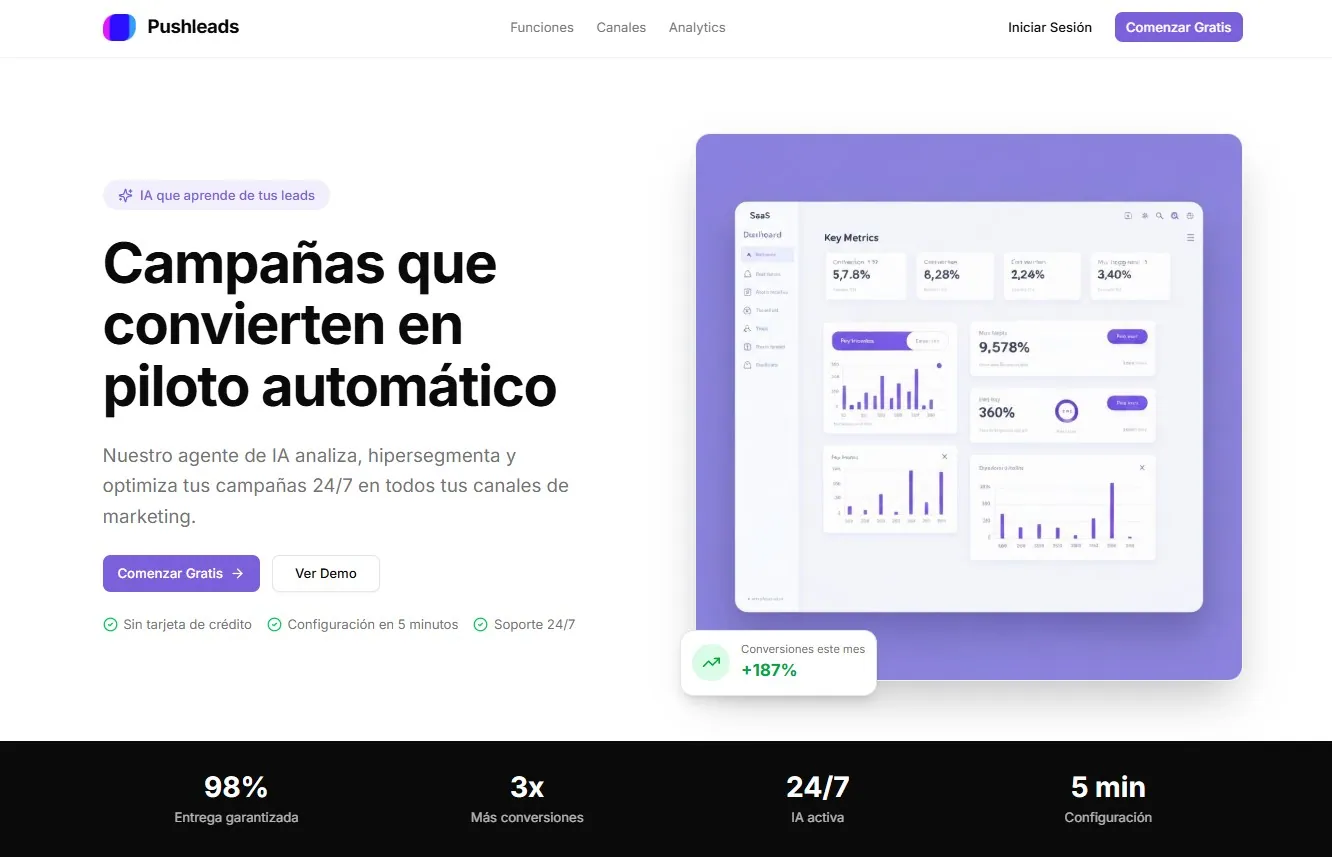 Pushleads
Funciones
Canales
Analytics
Iniciar Sesión
Comenzar Gratis
IA que aprende de tus leads
Campañas que
convierten en
piloto automático
Nuestro agente de IA analiza, hipersegmenta y
optimiza tus campañas 24/7 en todos tus canales de
marketing.
Comenzar Gratis
Ver Demo
Sin tarjeta de crédito
Configuración en 5 minutos
Soporte 24/7
SaaS
Key Metrics
5,7.8%
6,28%
2,24%
3,40%
9,578%
360%
Conversiones este mes
+187%
98%
Entrega garantizada
3x
Más conversiones
24/7
IA activa
5 min
Configuración